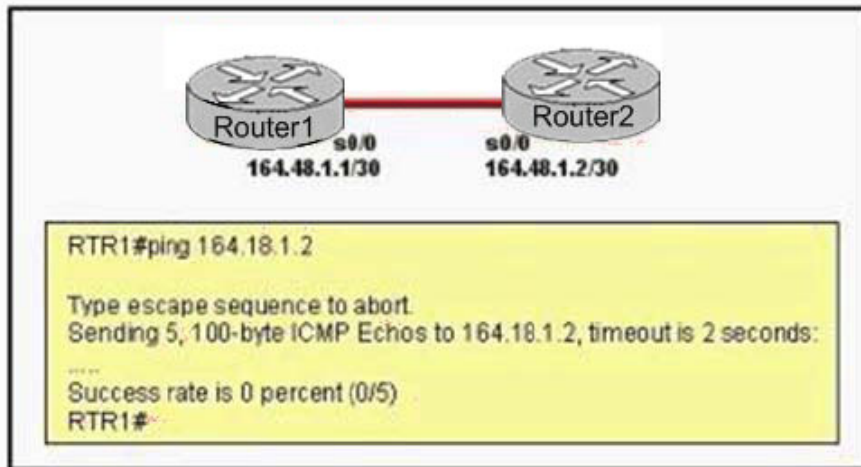 Router1
Router2
s0/0
s0/0
164.48.1.1/30
164.48.1.2/30
RTR1#ping 164.18.1.2
Type escape sequence to abort.
Sending 5, 100-byte ICMP Echos to 164.18.1.2, timeout is 2 seconds:
.....
Success rate is 0 percent (0/5)
RTR1#